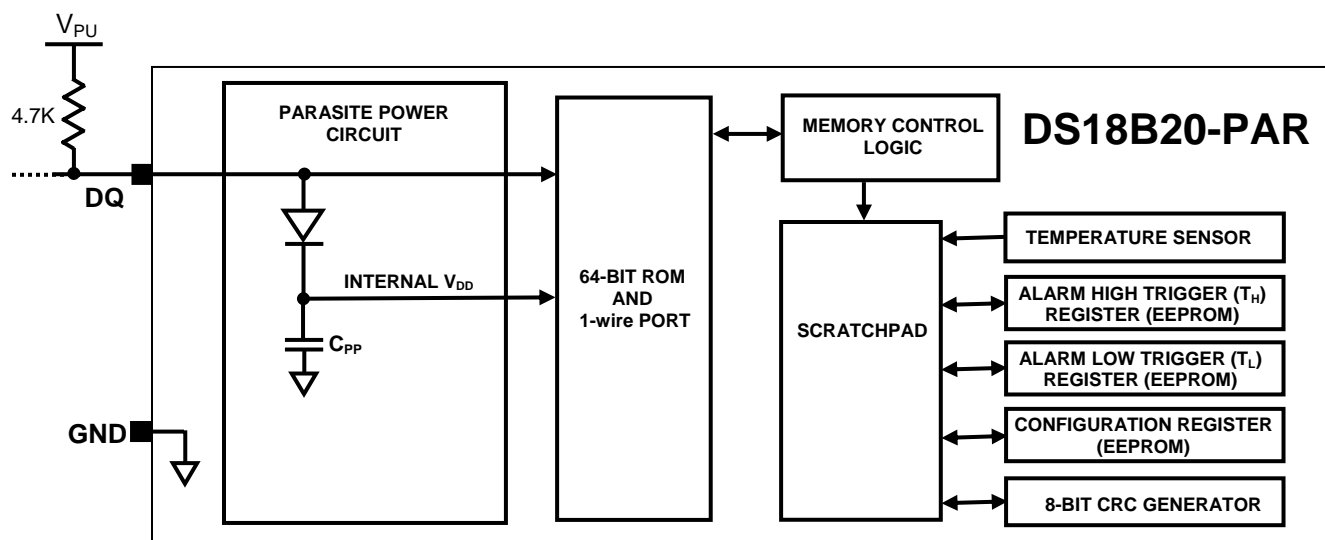 VPU
4.7K
DQ
GND
PARASITE POWER
CIRCUIT
INTERNAL VDD
CPP
64-BIT ROM
AND
1-wire PORT
MEMORY CONTROL
LOGIC
DS18B20-PAR
SCRATCHPAD
TEMPERATURE SENSOR
ALARM HIGH TRIGGER (TH)
REGISTER (EEPROM)
ALARM LOW TRIGGER (TL)
REGISTER (EEPROM)
CONFIGURATION REGISTER
(EEPROM)
8-BIT CRC GENERATOR